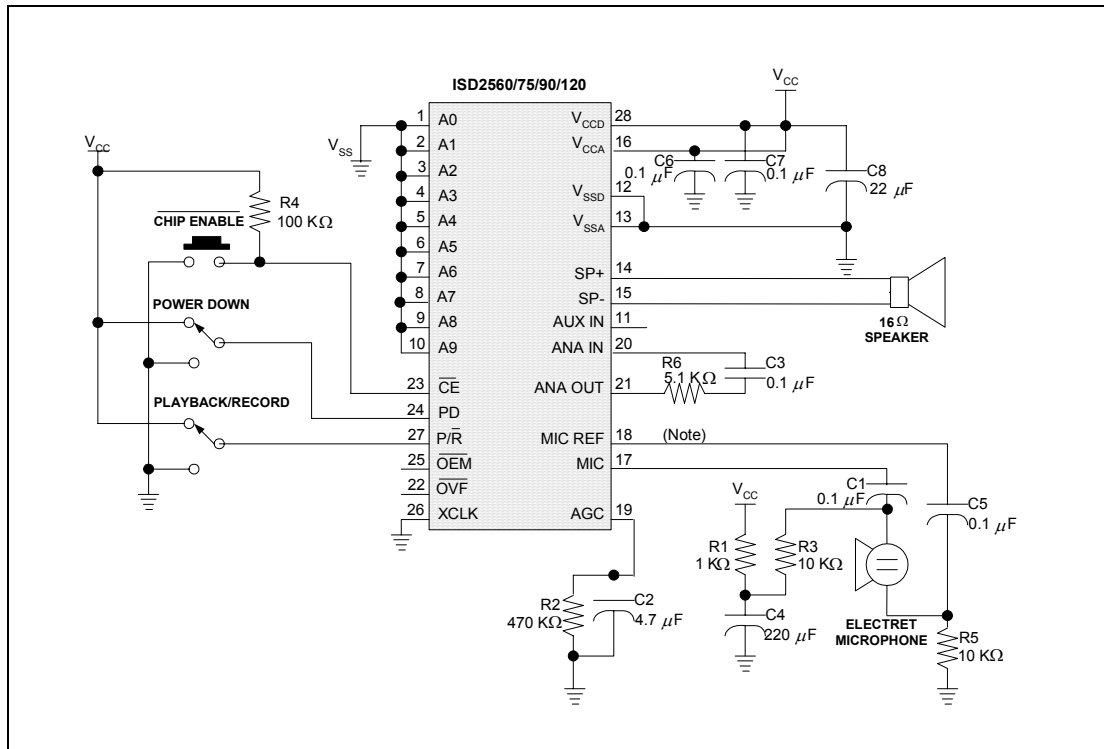 ISD2560/75/90/120
VCC
VSS
R4
100 KΩ
CHIP ENABLE
POWER DOWN
PLAYBACK/RECORD
1 A0
2 A1
3 A2
4 A3
5 A4
6 A5
7 A6
8 A7
9 A8
10 A9
23 CE
24 PD
27 P/R
25 OEM
22 OVF
26 XCLK
VCCD 28
VCCA 16
VSSD 12
VSSA 13
SP+ 14
SP- 15
AUX IN 11
ANA IN 20
ANA OUT 21
MIC REF 18
MIC 17
AGC 19
VCC
C6
0.1 μF
C7
0.1 μF
C8
22 μF
16Ω
SPEAKER
R6
5.1 KΩ
C3
0.1 μF
(Note)
C1
0.1 μF
C5
0.1 μF
VCC
R1
1 KΩ
R3
10 KΩ
C4
220 μF
ELECTRET
MICROPHONE
R5
10 KΩ
R2
470 KΩ
C2
4.7 μF